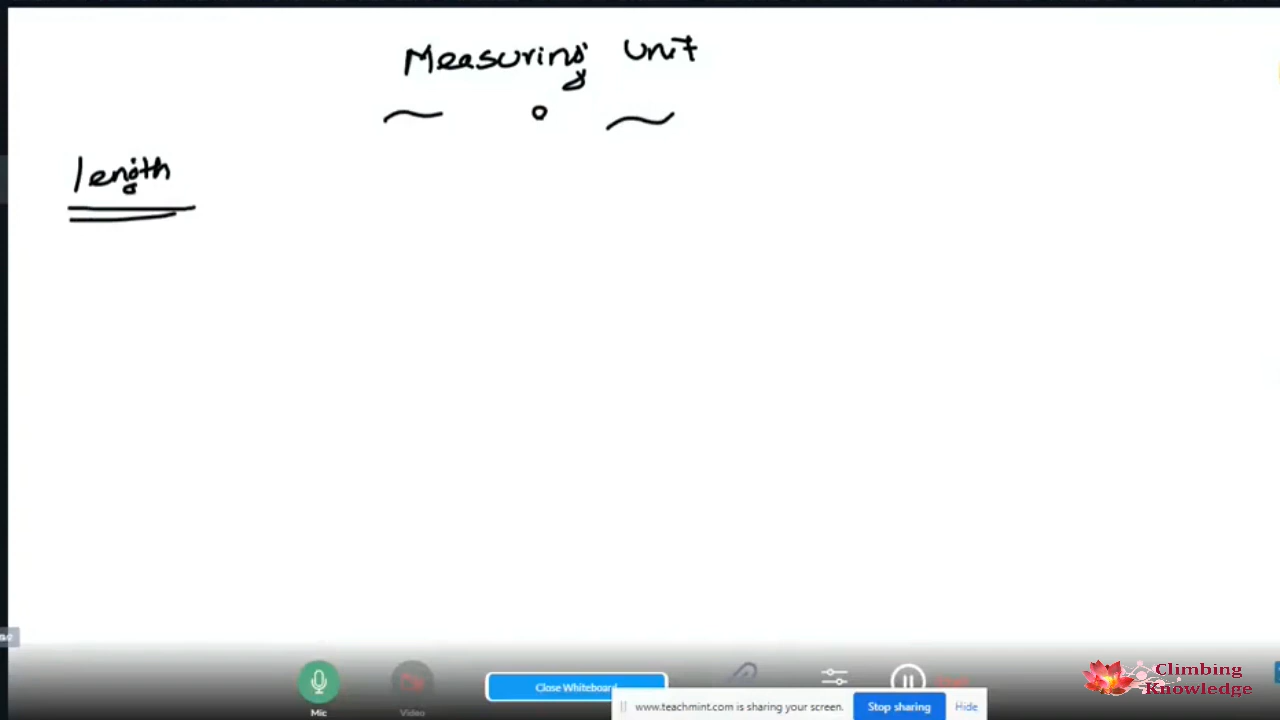 Measuring unit
length
Mic
Video
Close Whiteboard
www.teachmint.com is sharing your screen.
Stop sharing
Hide
Climbing
Knowledge